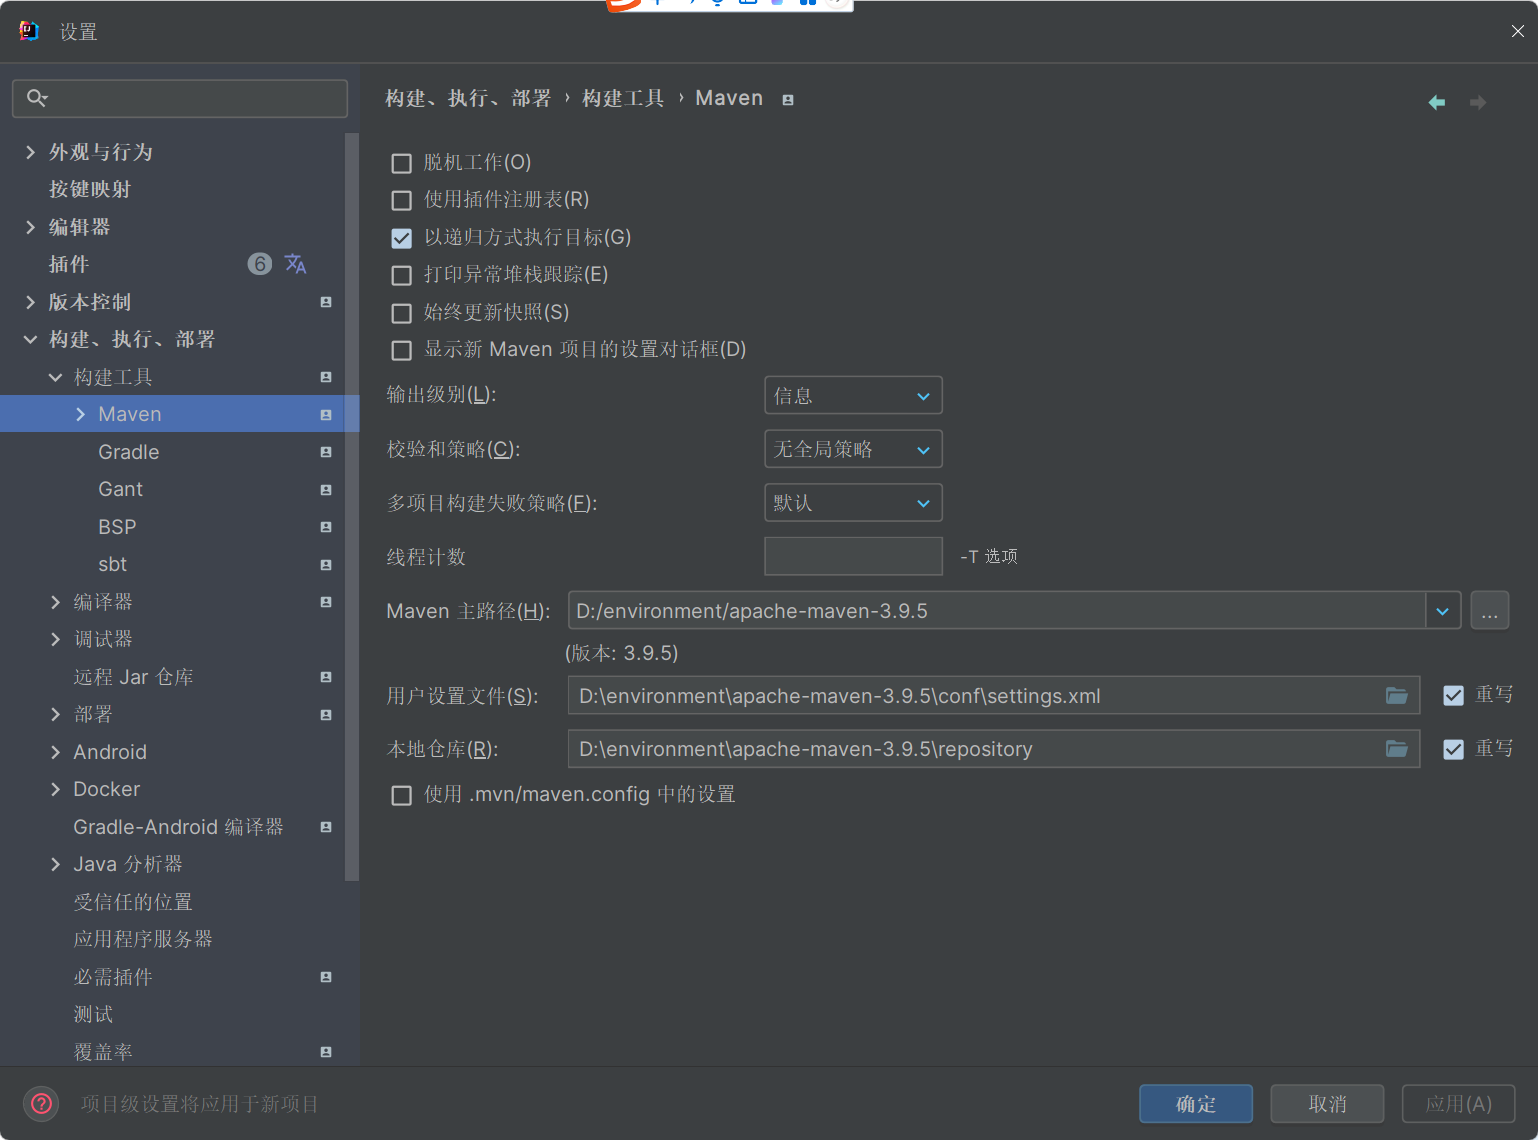 设置
外观与行为
按键映射
编辑器
插件 6
版本控制
构建、执行、部署
构建工具
Maven
Gradle
Gant
BSP
sbt
编译器
调试器
远程 Jar 仓库
部署
Android
Docker
Gradle-Android 编译器
Java 分析器
受信任的位置
应用程序服务器
必需插件
测试
覆盖率
构建、执行、部署 › 构建工具 › Maven
脱机工作(O)
使用插件注册表(R)
以递归方式执行目标(G)
打印异常堆栈跟踪(E)
始终更新快照(S)
显示新 Maven 项目的设置对话框(D)
输出级别(L): 信息
校验和策略(C): 无全局策略
多项目构建失败策略(F): 默认
线程计数 -T 选项
Maven 主路径(H): D:/environment/apache-maven-3.9.5 ...
(版本: 3.9.5)
用户设置文件(S): D:\environment\apache-maven-3.9.5\conf\settings.xml 重写
本地仓库(R): D:\environment\apache-maven-3.9.5\repository 重写
使用 .mvn/maven.config 中的设置
? 项目级设置将应用于新项目
确定 取消 应用(A)